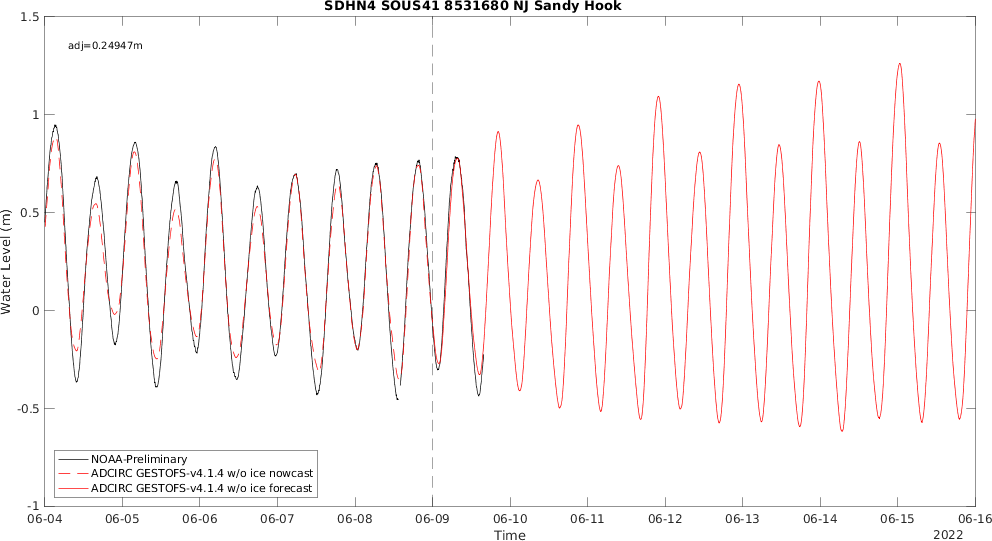 SDHN4 SOUS41 8531680 NJ Sandy Hook
adj=0.24947m
1.5
1
0.5
0
-0.5
-1
Water Level (m)
NOAA-Preliminary
ADCIRC GESTOFS-v4.1.4 w/o ice nowcast
ADCIRC GESTOFS-v4.1.4 w/o ice forecast
06-04 06-05 06-06 06-07 06-08 06-09 06-10 06-11 06-12 06-13 06-14 06-15 06-16
Time
2022